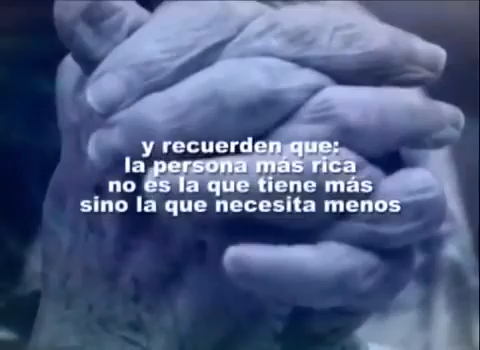 y recuerden que:
la persona más rica
no es la que tiene más
sino la que necesita menos